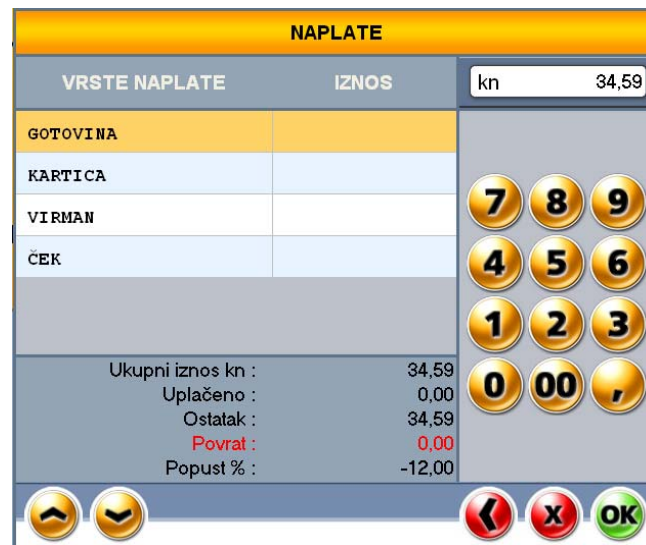 NAPLATE
VRSTE NAPLATE IZNOS kn 34,59
GOTOVINA
KARTICA
VIRMAN
ČEK
7 8 9
4 5 6
1 2 3
0 00 ,
Ukupni iznos kn : 34,59
Uplačeno : 0,00
Ostatak : 34,59
Povrat : 0,00
Popust % : -12,00
X OK